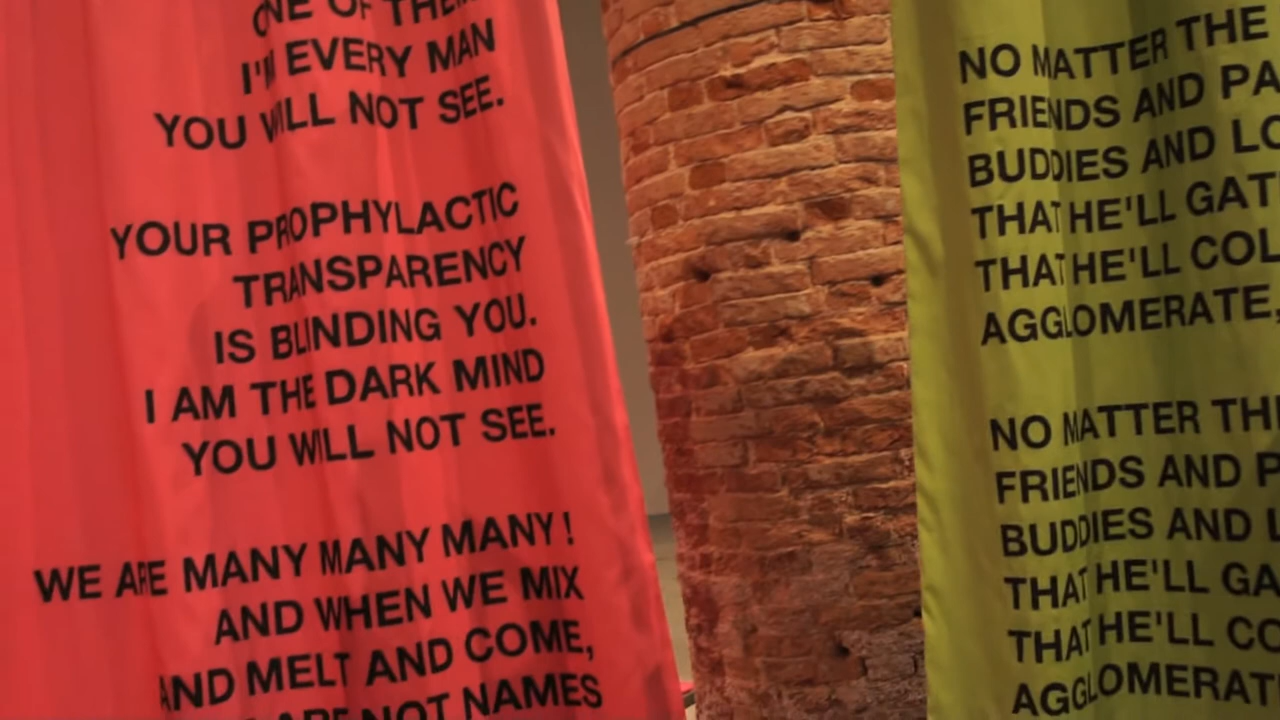 ONE OF THEM
I'M EVERY MAN
YOU WILL NOT SEE.
YOUR PROPHYLACTIC
TRANSPARENCY
IS BLINDING YOU.
I AM THE DARK MIND
YOU WILL NOT SEE.
WE ARE MANY MANY MANY!
AND WHEN WE MIX
AND MELT AND COME,
ARE NOT NAMES
NO MATTER THE
FRIENDS AND PA
BUDDIES AND LO
THAT HE'LL GAT
THAT HE'LL COL
AGGLOMERATE,
NO MATTER THE
FRIENDS AND P
BUDDIES AND L
THAT HE'LL GA
THAT HE'LL CO
AGGLOMERAT